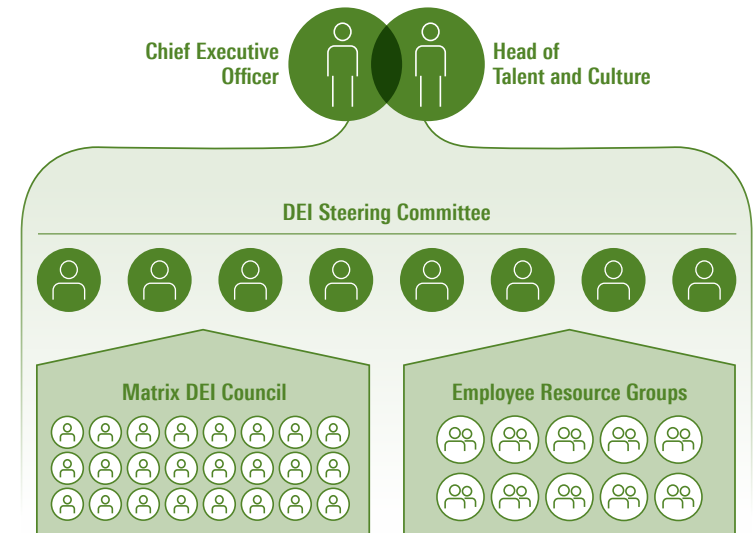 Chief Executive
Officer
Head of
Talent and Culture
DEI Steering Committee
Matrix DEI Council
Employee Resource Groups